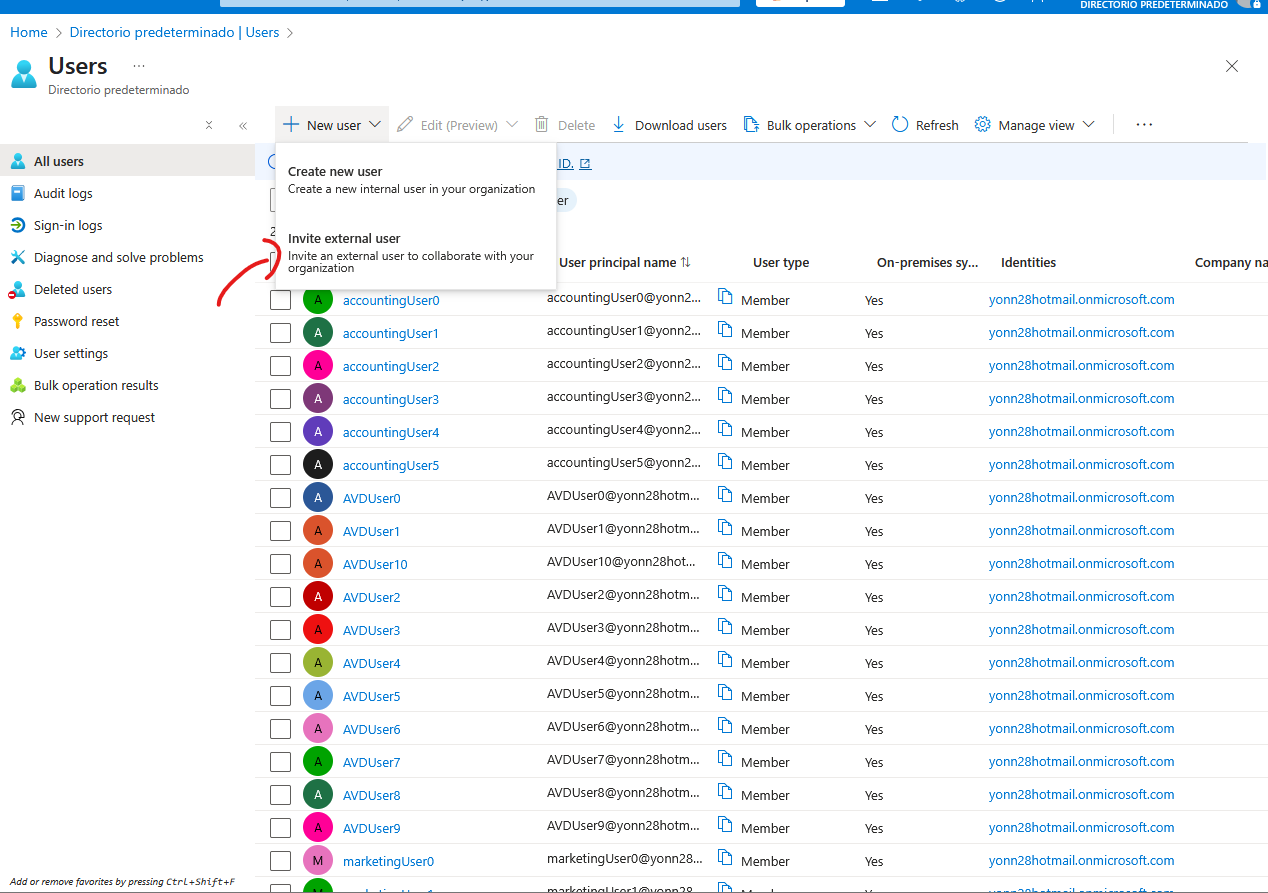 DIRECTORIO PREDETERMINADO
Home > Directorio predeterminado | Users >
Users ...
Directorio predeterminado
New user Edit (Preview) Delete Download users Bulk operations Refresh Manage view ...
All users
Audit logs
Sign-in logs
Diagnose and solve problems
Deleted users
Password reset
User settings
Bulk operation results
New support request
Create new user
Create a new internal user in your organization
Invite external user
Invite an external user to collaborate with your
organization
ID.
User principal name User type On-premises sy... Identities Company na
accountingUser0 accountingUser0@yonn2... Member Yes yonn28hotmail.onmicrosoft.com
accountingUser1 accountingUser1@yonn2... Member Yes yonn28hotmail.onmicrosoft.com
accountingUser2 accountingUser2@yonn2... Member Yes yonn28hotmail.onmicrosoft.com
accountingUser3 accountingUser3@yonn2... Member Yes yonn28hotmail.onmicrosoft.com
accountingUser4 accountingUser4@yonn2... Member Yes yonn28hotmail.onmicrosoft.com
accountingUser5 accountingUser5@yonn2... Member Yes yonn28hotmail.onmicrosoft.com
AVDUser0 AVDUser0@yonn28hotm... Member Yes yonn28hotmail.onmicrosoft.com
AVDUser1 AVDUser1@yonn28hotm... Member Yes yonn28hotmail.onmicrosoft.com
AVDUser10 AVDUser10@yonn28hot... Member Yes yonn28hotmail.onmicrosoft.com
AVDUser2 AVDUser2@yonn28hotm... Member Yes yonn28hotmail.onmicrosoft.com
AVDUser3 AVDUser3@yonn28hotm... Member Yes yonn28hotmail.onmicrosoft.com
AVDUser4 AVDUser4@yonn28hotm... Member Yes yonn28hotmail.onmicrosoft.com
AVDUser5 AVDUser5@yonn28hotm... Member Yes yonn28hotmail.onmicrosoft.com
AVDUser6 AVDUser6@yonn28hotm... Member Yes yonn28hotmail.onmicrosoft.com
AVDUser7 AVDUser7@yonn28hotm... Member Yes yonn28hotmail.onmicrosoft.com
AVDUser8 AVDUser8@yonn28hotm... Member Yes yonn28hotmail.onmicrosoft.com
AVDUser9 AVDUser9@yonn28hotm... Member Yes yonn28hotmail.onmicrosoft.com
marketingUser0 marketingUser0@yonn28... Member Yes yonn28hotmail.onmicrosoft.com
Add or remove favorites by pressing Ctrl+Shift+F